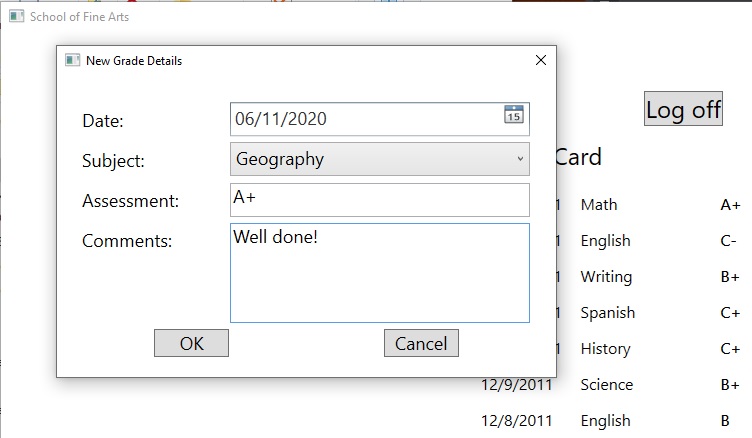 School of Fine Arts
New Grade Details
Log off
Date: 06/11/2020 15
Card
Subject: Geography
Assessment: A+
1 Math A+
Comments: Well done!
1 English C-
1 Writing B+
1 Spanish C+
OK Cancel
1 History C+
12/9/2011 Science B+
12/8/2011 English B